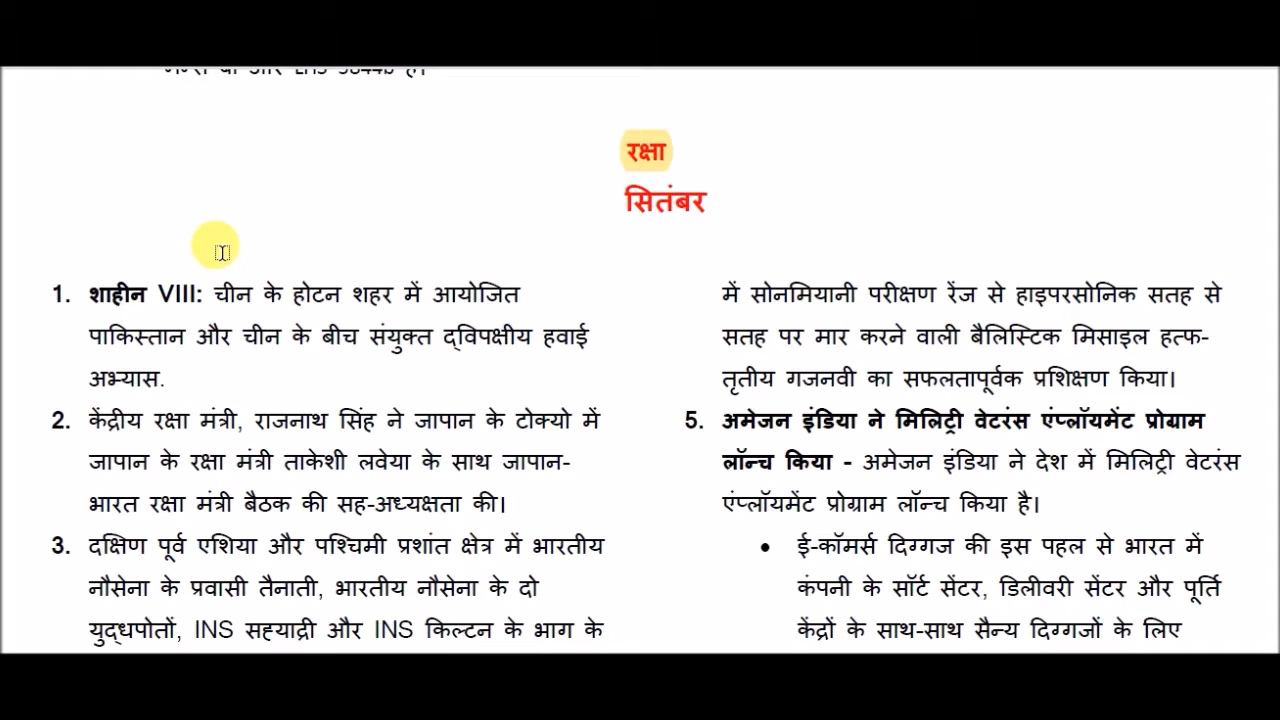 LHS 3844b है।
रक्षा
सितंबर
1. शाहीन VIII: चीन के होटन शहर में आयोजित
पाकिस्तान और चीन के बीच संयुक्त द्विपक्षीय हवाई
अभ्यास.
2. केंद्रीय रक्षा मंत्री, राजनाथ सिंह ने जापान के टोक्यो में
जापान के रक्षा मंत्री ताकेशी लवेया के साथ जापान-
भारत रक्षा मंत्री बैठक की सह-अध्यक्षता की।
3. दक्षिण पूर्व एशिया और पश्चिमी प्रशांत क्षेत्र में भारतीय
नौसेना के प्रवासी तैनाती, भारतीय नौसेना के दो
युद्धपोतों, INS सह्याद्री और INS किल्टन के भाग के
में सोनमियानी परीक्षण रेंज से हाइपरसोनिक सतह से
सतह पर मार करने वाली बैलिस्टिक मिसाइल हत्फ-
तृतीय गजनवी का सफलतापूर्वक प्रशिक्षण किया।
5. अमेजन इंडिया ने मिलिट्री वेटरंस एंप्लॉयमेंट प्रोग्राम
लॉन्च किया - अमेजन इंडिया ने देश में मिलिट्री वेटरंस
एंप्लॉयमेंट प्रोग्राम लॉन्च किया है।
• ई-कॉमर्स दिग्गज की इस पहल से भारत में
कंपनी के सॉर्ट सेंटर, डिलीवरी सेंटर और पूर्ति
केंद्रों के साथ-साथ सैन्य दिग्गजों के लिए